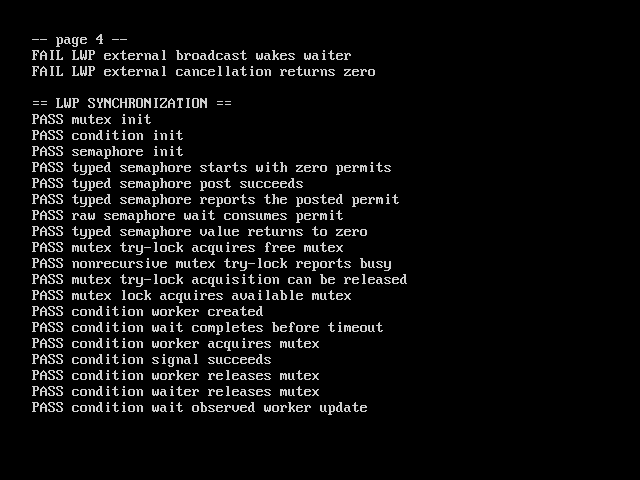 -- page 4 --
FAIL LWP external broadcast wakes waiter
FAIL LWP external cancellation returns zero
== LWP SYNCHRONIZATION ==
PASS mutex init
PASS condition init
PASS semaphore init
PASS typed semaphore starts with zero permits
PASS typed semaphore post succeeds
PASS typed semaphore reports the posted permit
PASS raw semaphore wait consumes permit
PASS typed semaphore value returns to zero
PASS mutex try-lock acquires free mutex
PASS nonrecursive mutex try-lock reports busy
PASS mutex try-lock acquisition can be released
PASS mutex lock acquires available mutex
PASS condition worker created
PASS condition wait completes before timeout
PASS condition worker acquires mutex
PASS condition signal succeeds
PASS condition worker releases mutex
PASS condition waiter releases mutex
PASS condition wait observed worker update